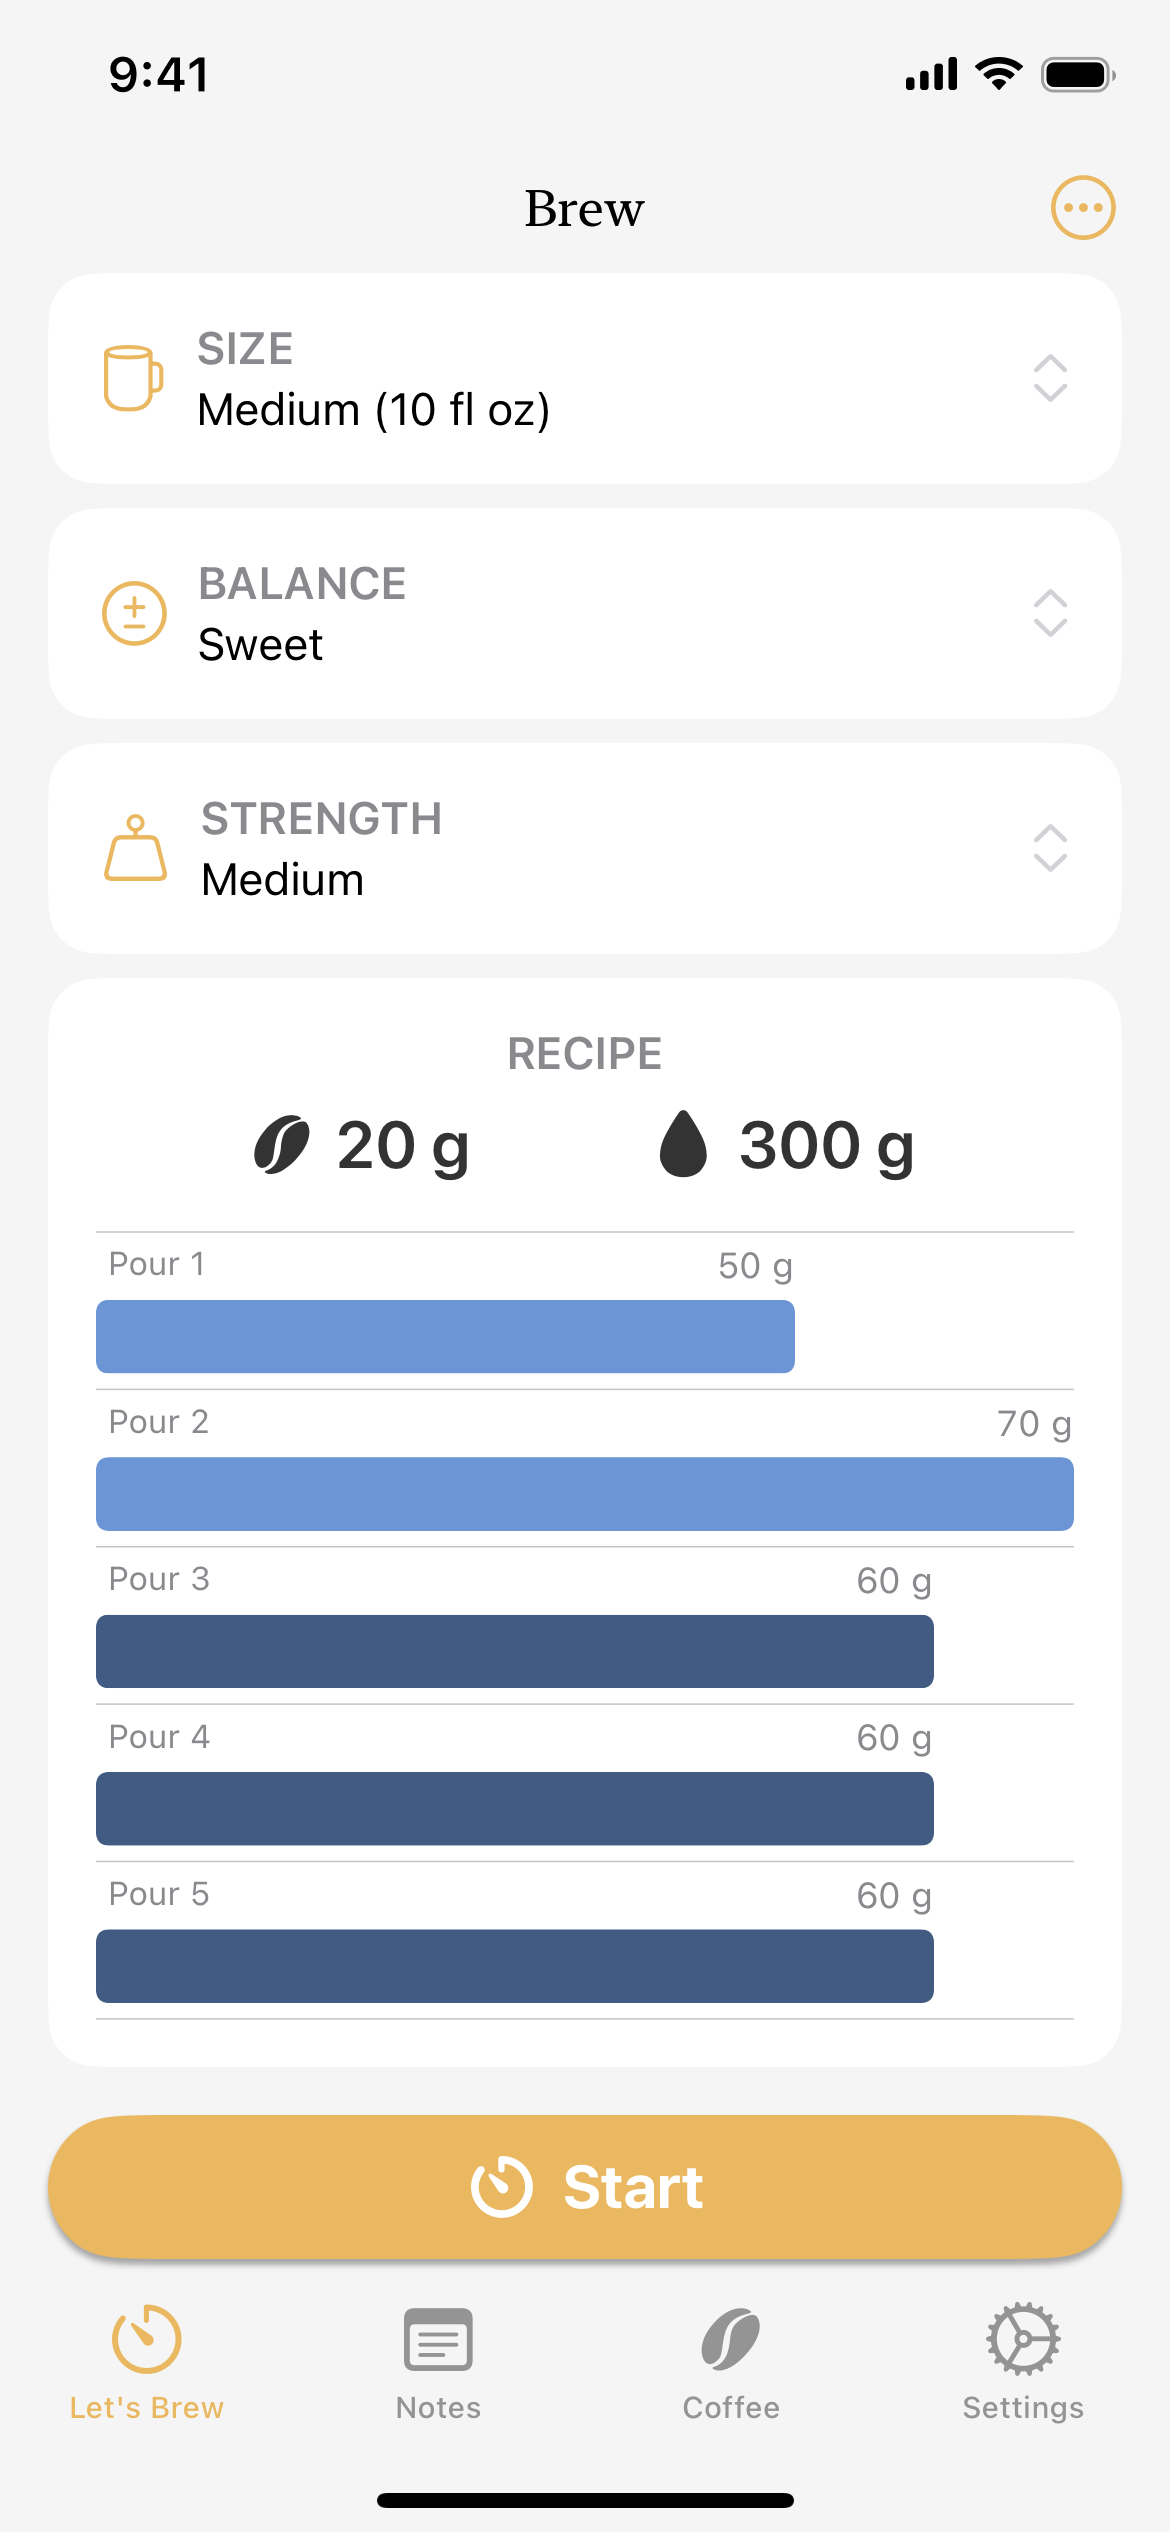 9:41
Brew
SIZE
Medium (10 fl oz)
BALANCE
Sweet
STRENGTH
Medium
RECIPE
20 g 300 g
Pour 1 50 g
Pour 2 70 g
Pour 3 60 g
Pour 4 60 g
Pour 5 60 g
Start
Let's Brew Notes Coffee Settings